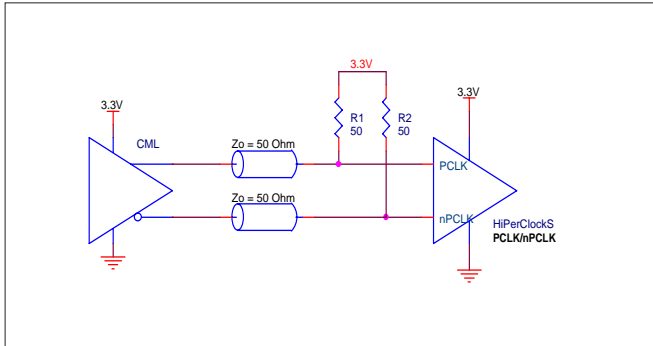 3.3V
3.3V
3.3V
R1
50
R2
50
CML
Zo = 50 Ohm
PCLK
Zo = 50 Ohm
nPCLK
HiPerClockS
PCLK/nPCLK